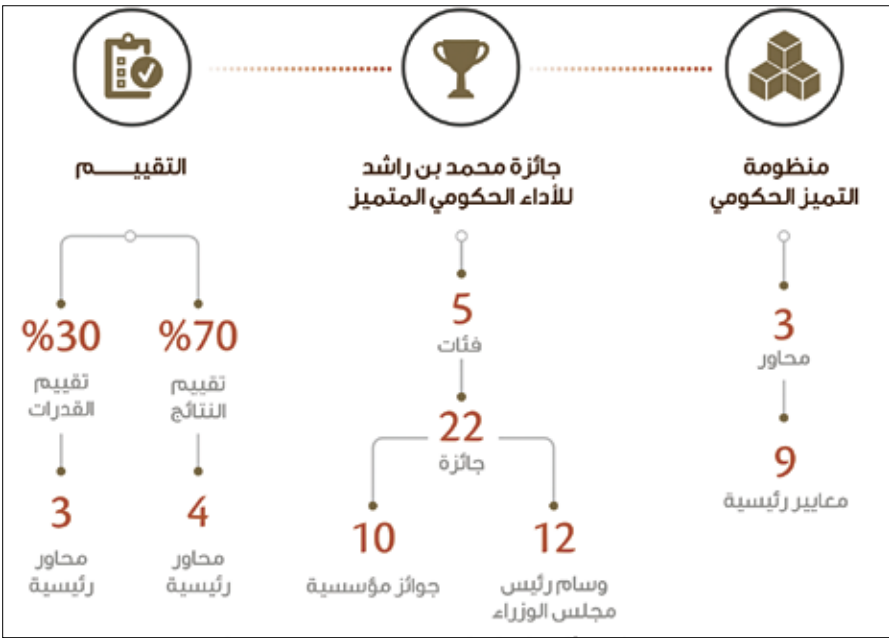 منظومة
التميز الحكومي
3
محاور
9
معايير رئيسية
جائزة محمد بن راشد
للأداء الحكومي المتميز
5
فئات
22
جائزة
12
وسام رئيس
مجلس الوزراء
10
جوائز مؤسسية
التقييـــــم
%70
تقييم
النتائج
4
محاور
رئيسية
%30
تقييم
القدرات
3
محاور
رئيسية